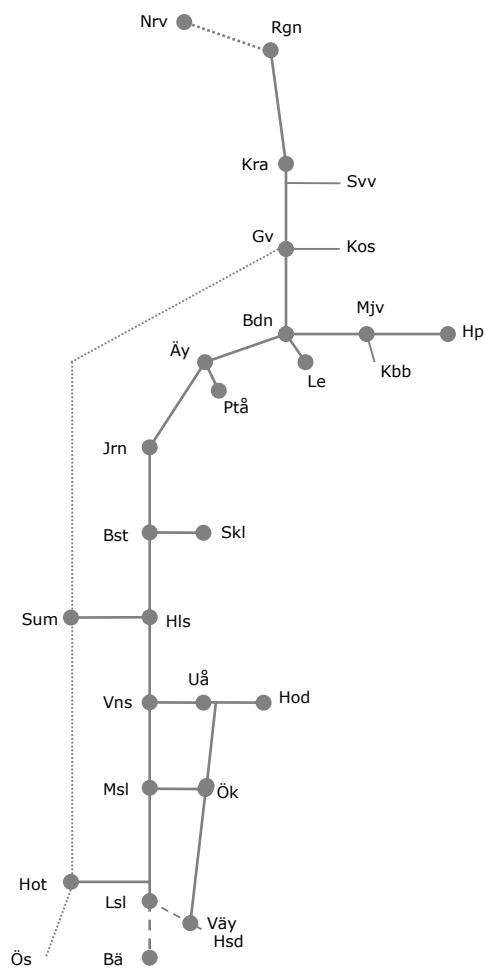 Nrv
Rgn
Kra
Svv
Gv
Kos
Bdn
Mjv
Hp
Äy
Kbb
Le
Ptå
Jrn
Bst
Skl
Sum
Hls
Uå
Vns
Hod
Msl
Ök
Hot
Lsl
Väy
Hsd
Ös
Bä